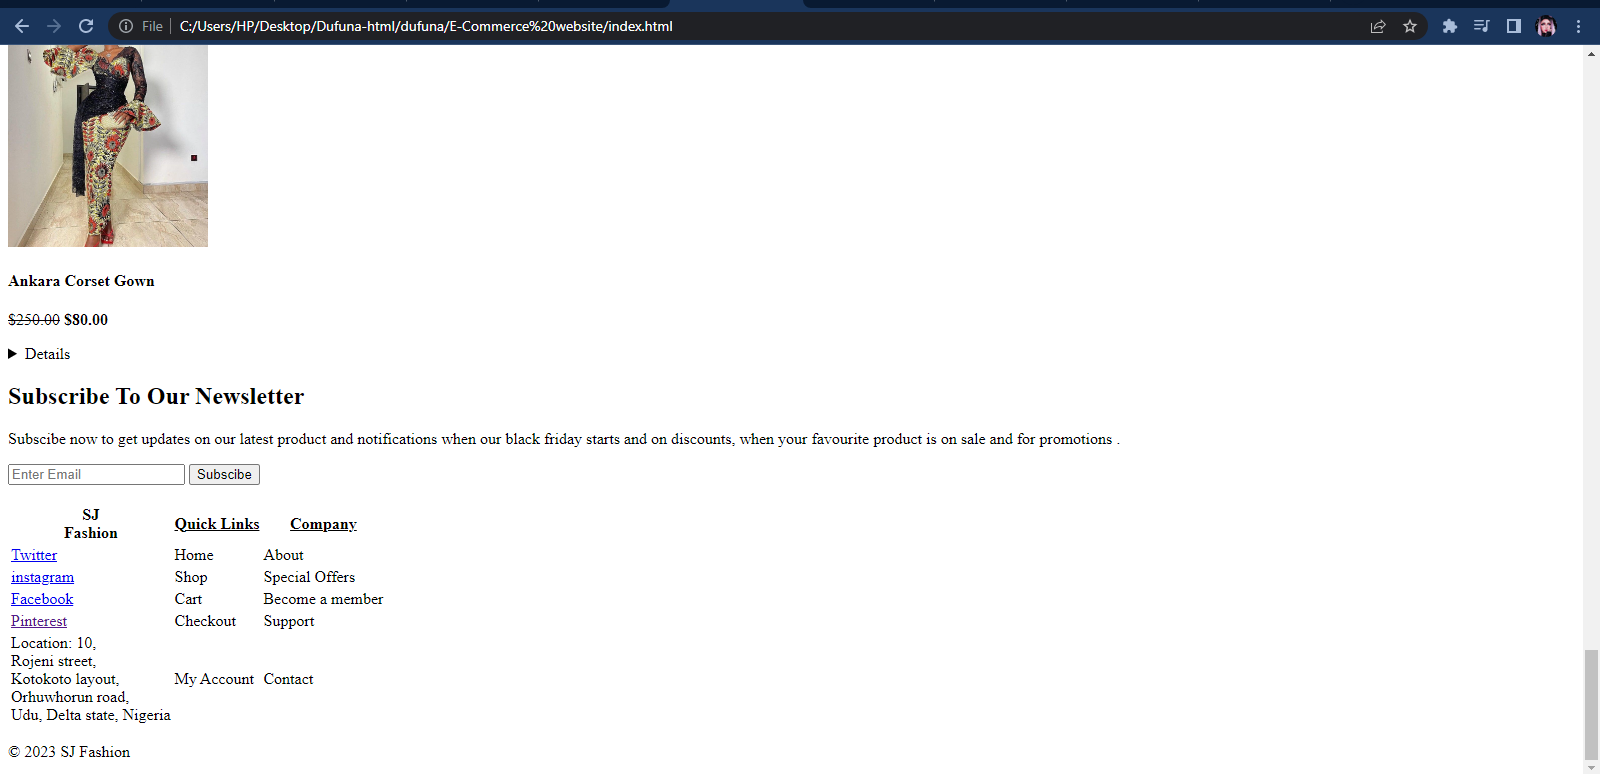 File
C:/Users/HP/Desktop/Dufuna-html/dufuna/E-Commerce%20website/index.html
Ankara Corset Gown
$250.00 $80.00
Details
Subscribe To Our Newsletter
Subscibe now to get updates on our latest product and notifications when our black friday starts and on discounts, when your favourite product is on sale and for promotions .
Enter Email Subscibe
SJ
Fashion
Quick Links Company
Twitter Home About
instagram Shop Special Offers
Facebook Cart Become a member
Pinterest Checkout Support
Location: 10,
Rojeni street,
Kotokoto layout,
Orhuwhorun road,
Udu, Delta state, Nigeria
My Account Contact
© 2023 SJ Fashion